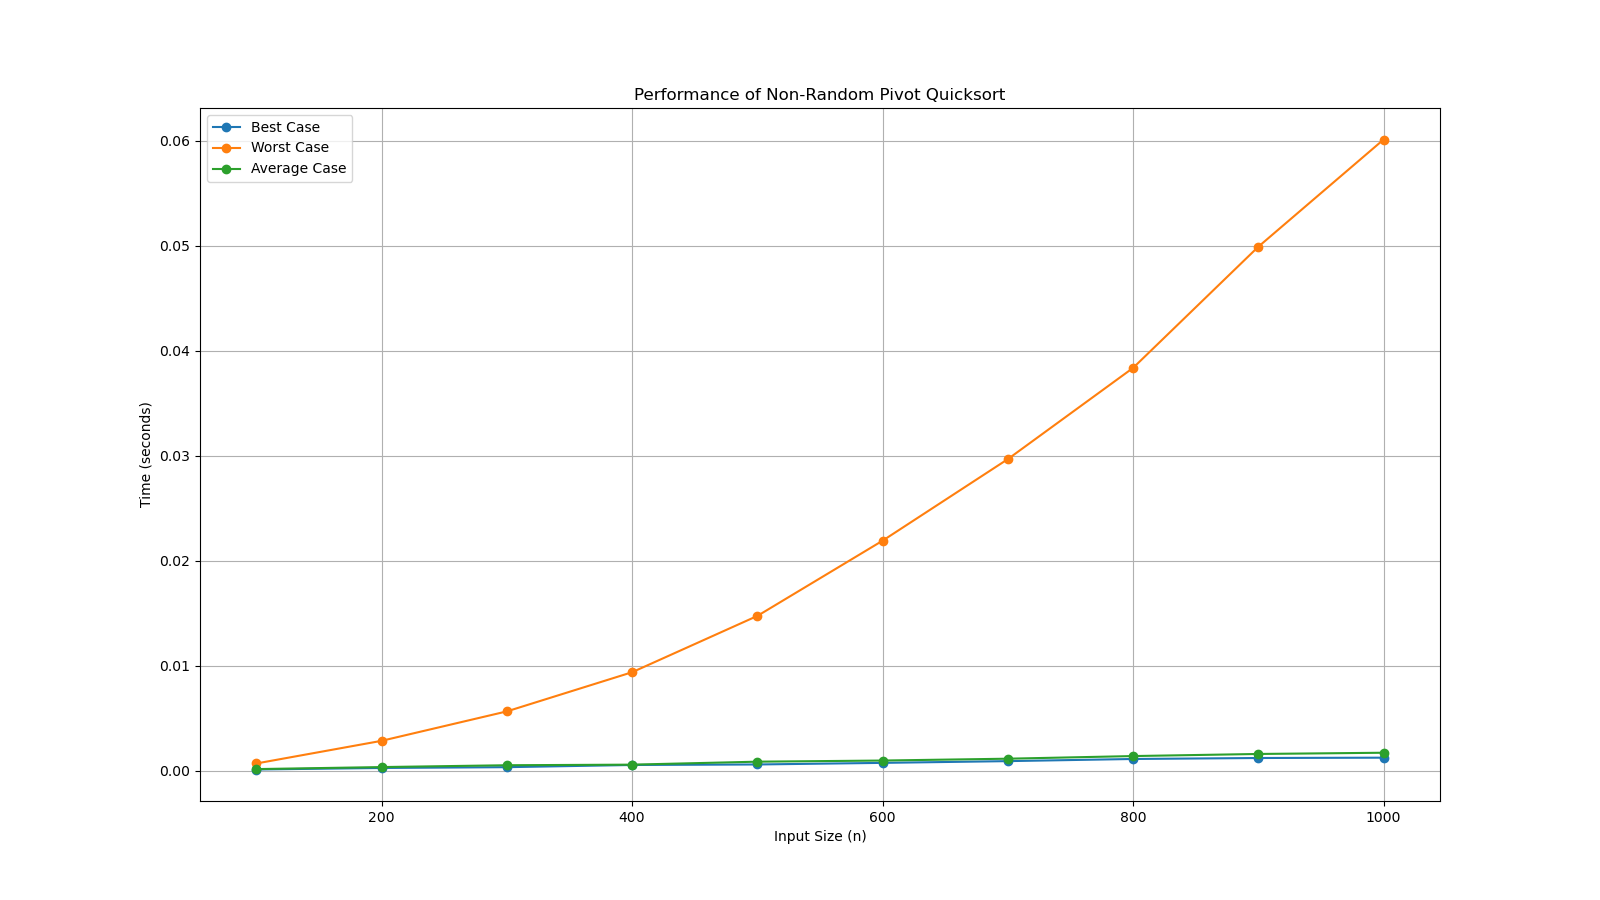 Performance of Non-Random Pivot Quicksort
Best Case
Worst Case
Average Case
0.06
0.05
0.04
0.03
0.02
0.01
0.00
Time (seconds)
200 400 600 800 1000
Input Size (n)